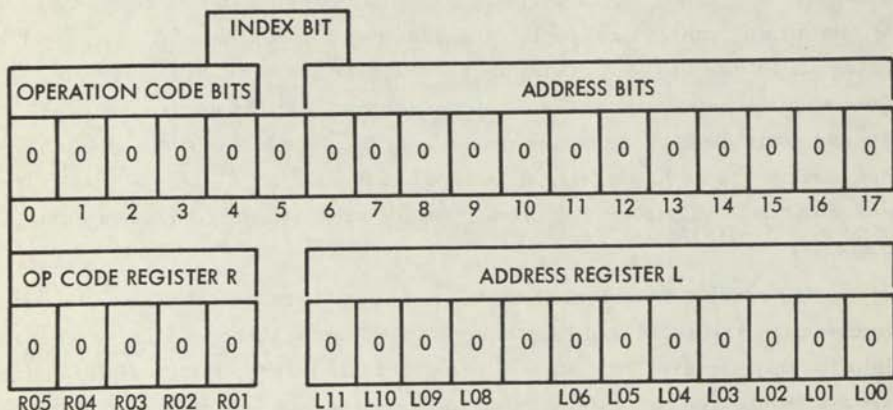 INDEX BIT
OPERATION CODE BITS ADDRESS BITS
0 0 0 0 0 0 0 0 0 0 0 0 0 0 0 0 0 0
0 1 2 3 4 5 6 7 8 9 10 11 12 13 14 15 16 17
OP CODE REGISTER R ADDRESS REGISTER L
0 0 0 0 0 0 0 0 0 0 0 0 0 0 0 0 0
R05 R04 R03 R02 R01 L11 L10 L09 L08 L06 L05 L04 L03 L02 L01 L00